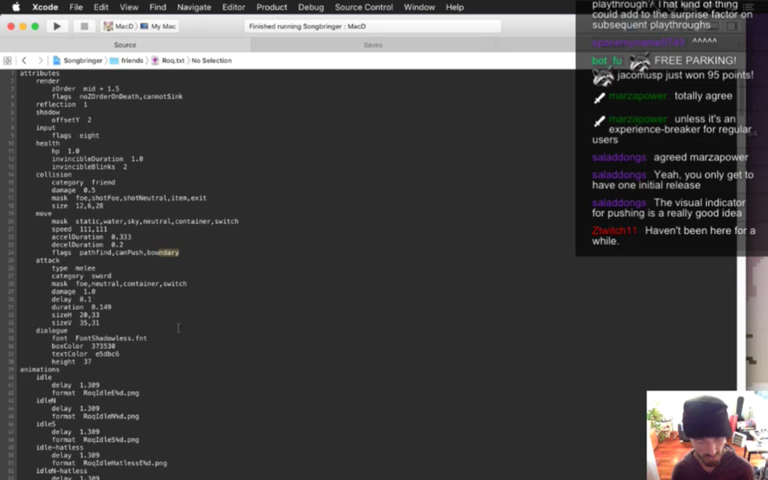 Xcode File Edit View Find Navigate Editor Product Debug Source Control Window Help
MacD My Mac
Finished running Songbringer : MacD
Source
Saves
Songbringer friends Roq.txt No Selection
attributes
render
zOrder mid + 1.5
flags noZOrderOnDeath,cannotSink
reflection 1
shadow
offsetY 2
input
flags eight
health
hp 1.0
invincibleDuration 1.0
invincibleBlinks 2
collision
category friend
damage 0.5
mask foe,shotFoe,shotNeutral,item,exit
size 12,6,28
move
mask static,water,sky,neutral,container,switch
speed 111,111
accelDuration 0.333
decelDuration 0.2
flags pathfind,canPush,boundary
attack
type melee
category sword
mask foe,neutral,container,switch
damage 1.0
delay 0.1
duration 0.149
sizeH 20,33
sizeV 35,31
dialogue
font FontShadowless.fnt
boxColor 373530
textColor e5dbc6
height 37
animations
idle
delay 1.309
format RoqIdleE%d.png
idleN
delay 1.309
format RoqIdleN%d.png
idleS
delay 1.309
format RoqIdleS%d.png
idle-hatless
delay 1.309
format RoqIdleHatlessE%d.png
idleN-hatless
delay 1.309
playthrough? That kind of thing
could add to the surprise factor on
subsequent playthroughs
^^^^^
bot_fu FREE PARKING!
jacomusp just won 95 points!
marzapower totally agree
marzapower unless it's an
experience-breaker for regular
users
saladdongs agreed marzapower
saladdongs Yeah, you only get to
have one initial release
saladdongs The visual indicator
for pushing is a really good idea
Zlwitch11 Haven't been here for a
while.